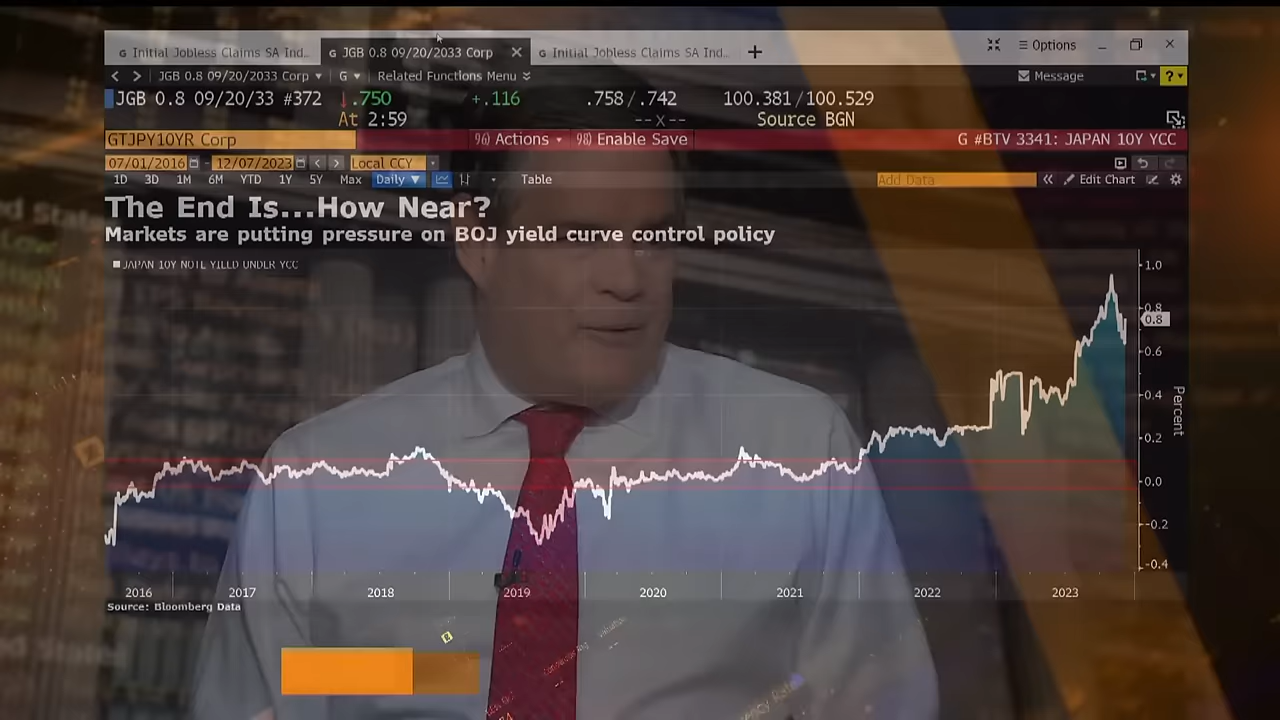 G Initial Jobless Claims SA Ind.. G JGB 0.8 09/20/2033 Corp G Initial Jobless Claims SA Ind.. Options
JGB 0.8 09/20/2033 Corp G Related Functions Menu Message ?
JGB 0.8 09/20/33 #372 .750 +.116 .758/.742 100.381/100.529
At 2:59 --X-- Source BGN
GTJPY10YR Corp 96) Actions 98) Enable Save G #BTV 3341: JAPAN 10Y YCC
07/01/2016 - 12/07/2023 Local CCY
1D 3D 1M 6M YTD 1Y 5Y Max Daily Table Add Data Edit Chart
The End Is...How Near?
Markets are putting pressure on BOJ yield curve control policy
JAPAN 10Y NOTE YIELD UNDER YCC
1.0
0.8
0.8
0.6
0.4
0.2
0.0
-0.2
-0.4
Percent
2016 2017 2018 2019 2020 2021 2022 2023
Source: Bloomberg Data